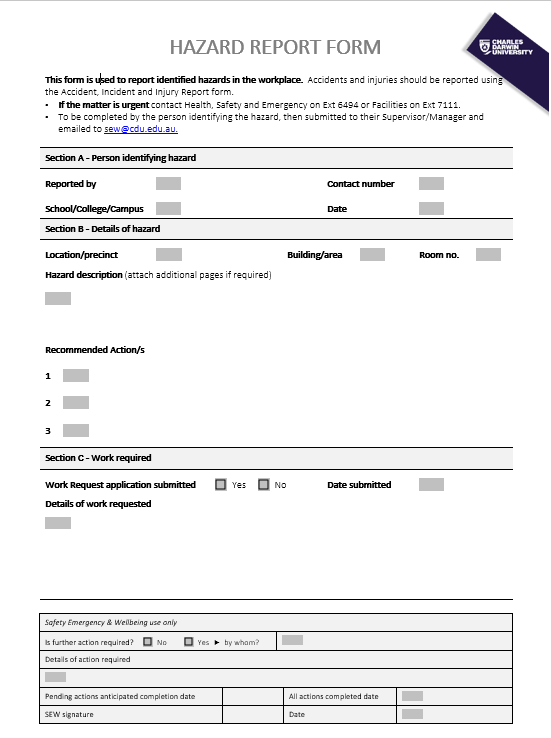 HAZARD REPORT FORM
CHARLES
DARWIN
UNIVERSITY
This form is used to report identified hazards in the workplace. Accidents and injuries should be reported using
the Accident, Incident and Injury Report form.
• If the matter is urgent contact Health, Safety and Emergency on Ext 6494 or Facilities on Ext 7111.
• To be completed by the person identifying the hazard, then submitted to their Supervisor/Manager and
emailed to sew@cdu.edu.au.
Section A - Person identifying hazard
Reported by Contact number
School/College/Campus Date
Section B - Details of hazard
Location/precinct Building/area Room no.
Hazard description (attach additional pages if required)
Recommended Action/s
1
2
3
Section C - Work required
Work Request application submitted Yes No Date submitted
Details of work requested
Safety Emergency & Wellbeing use only
Is further action required? No Yes ► by whom?
Details of action required
Pending actions anticipated completion date All actions completed date
SEW signature Date